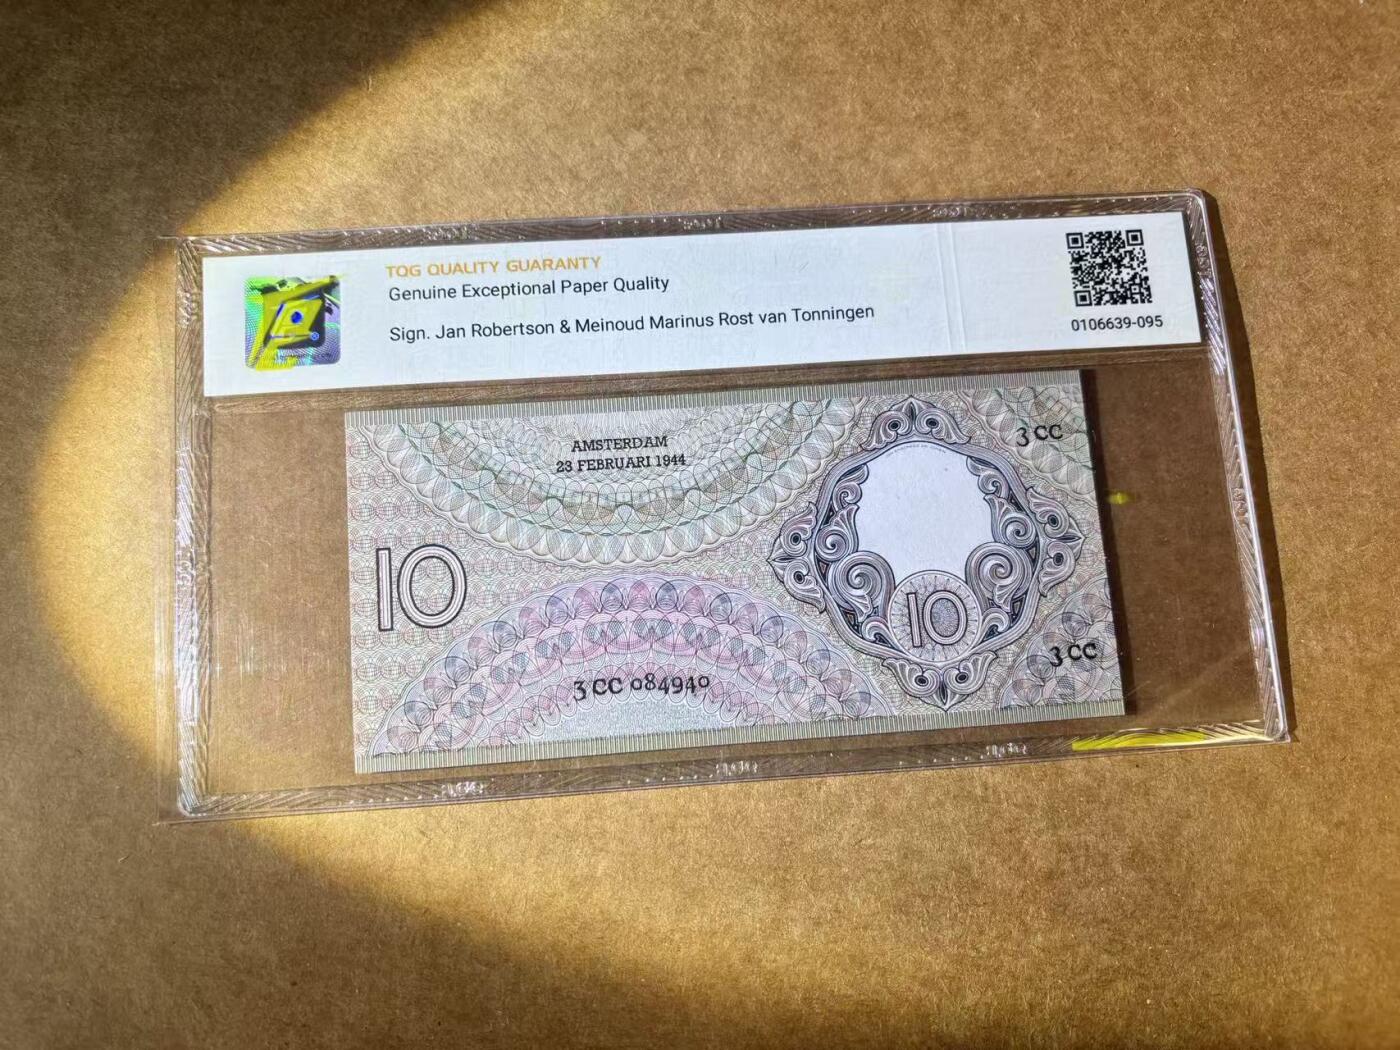 TQG QUALITY GUARANTY
Genuine Exceptional Paper Quality
Sign. Jan Robertson & Meinoud Marinus Rost van Tonningen
0106639-095
AMSTERDAM
23 FEBRUARI 1944
3 CC
10
10
3 CC
3 CC 084940